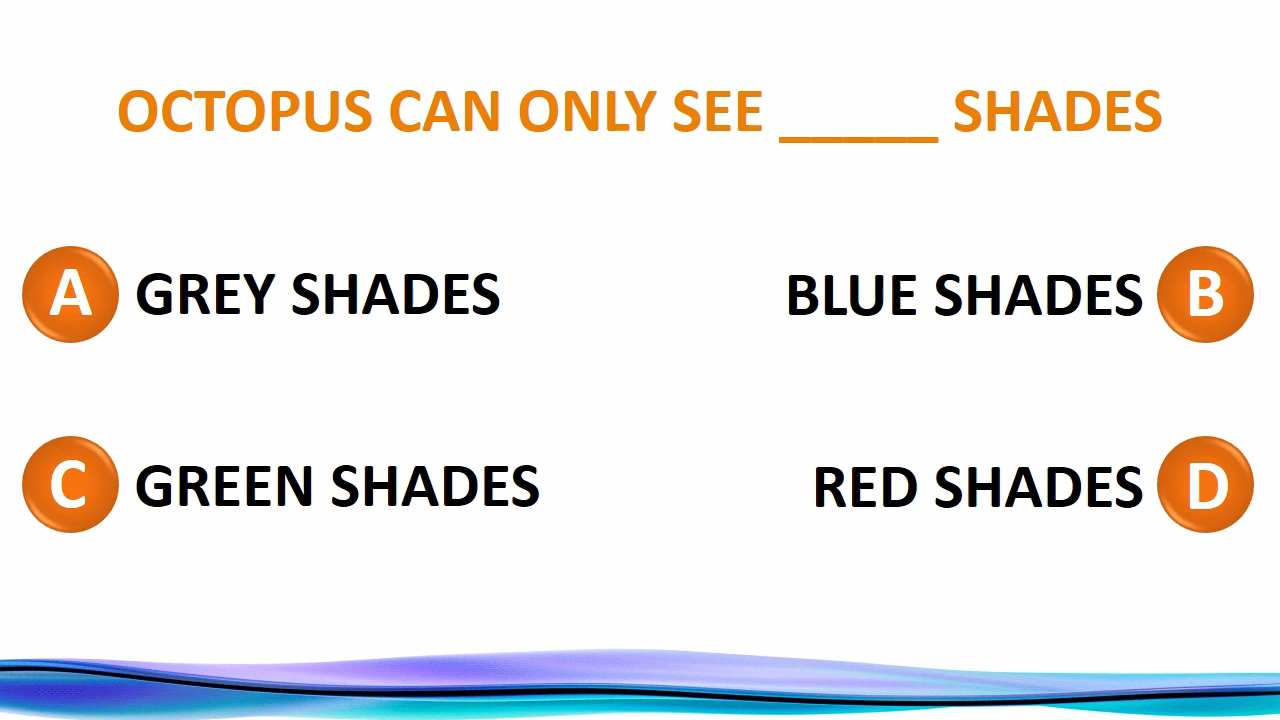 OCTOPUS CAN ONLY SEE _____ SHADES
A GREY SHADES
BLUE SHADES B
C GREEN SHADES
RED SHADES D